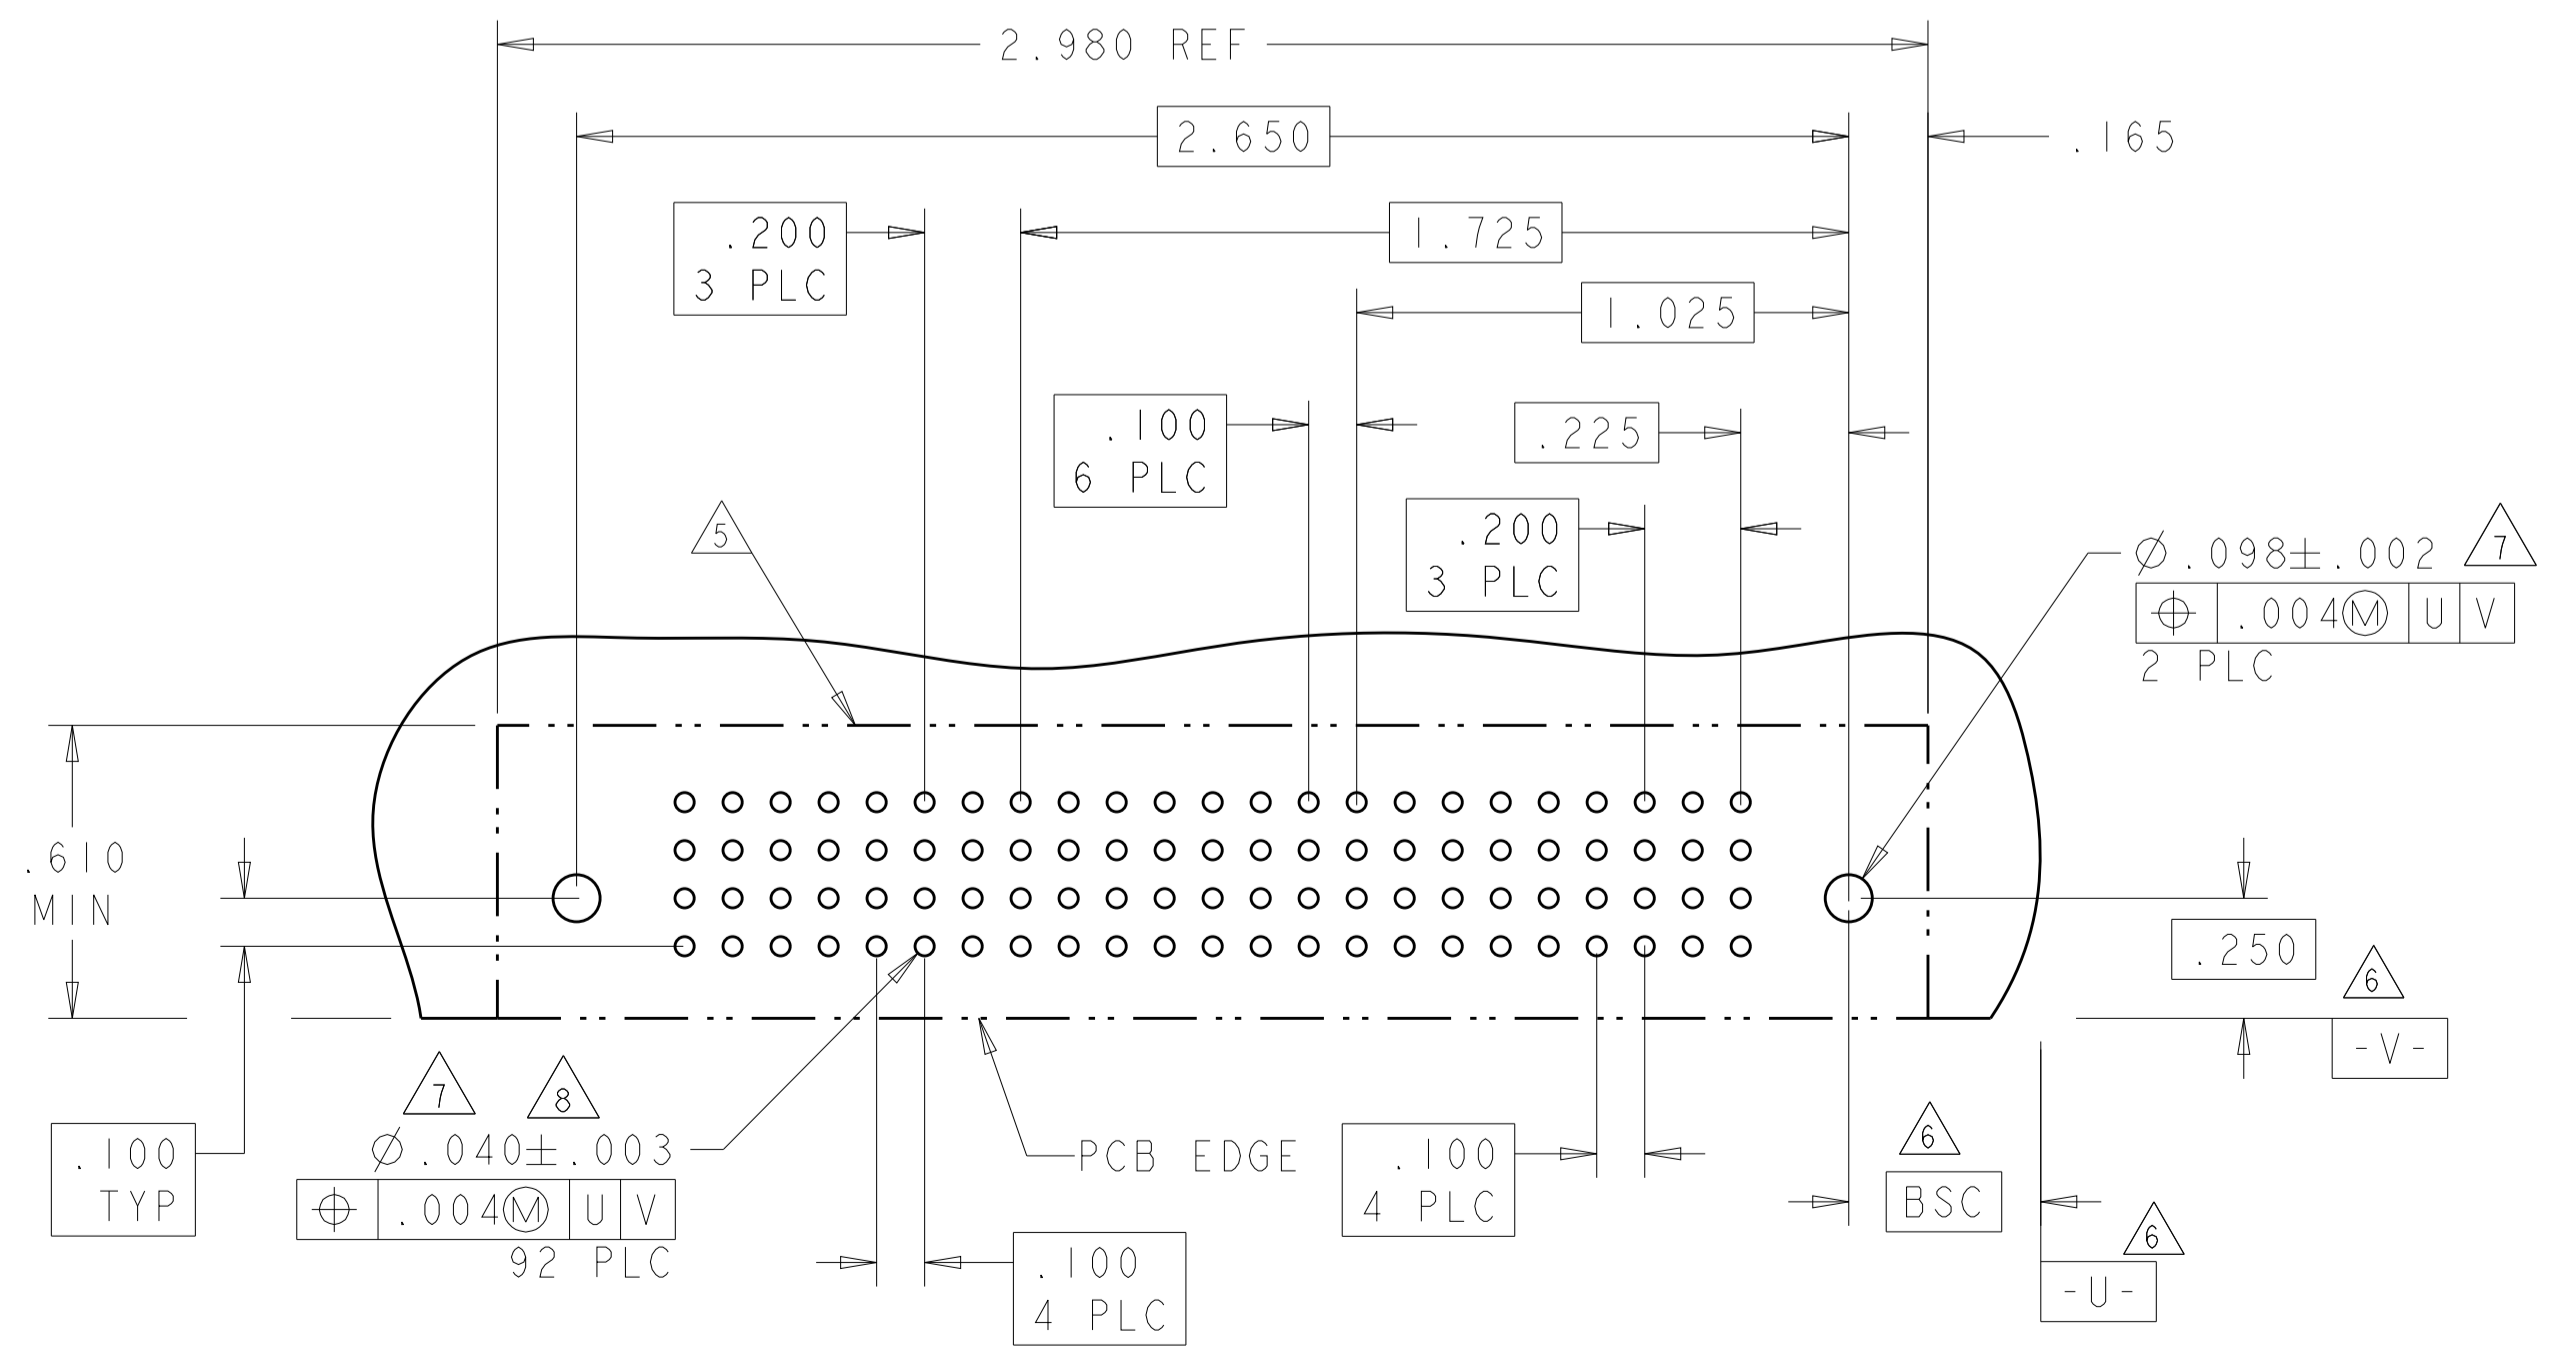 2.980 REF
2.650
.165
.200
3 PLC
1.725
1.025
.100
6 PLC
.225
.200
3 PLC
5
Ø.098±.002
7
⌖ .004Ⓜ U V
2 PLC
.610
MIN
.250
6
-V-
7
8
.100
TYP
Ø.040±.003
⌖ .004Ⓜ U V
92 PLC
PCB EDGE
.100
4 PLC
.100
4 PLC
6
BSC
6
-U-